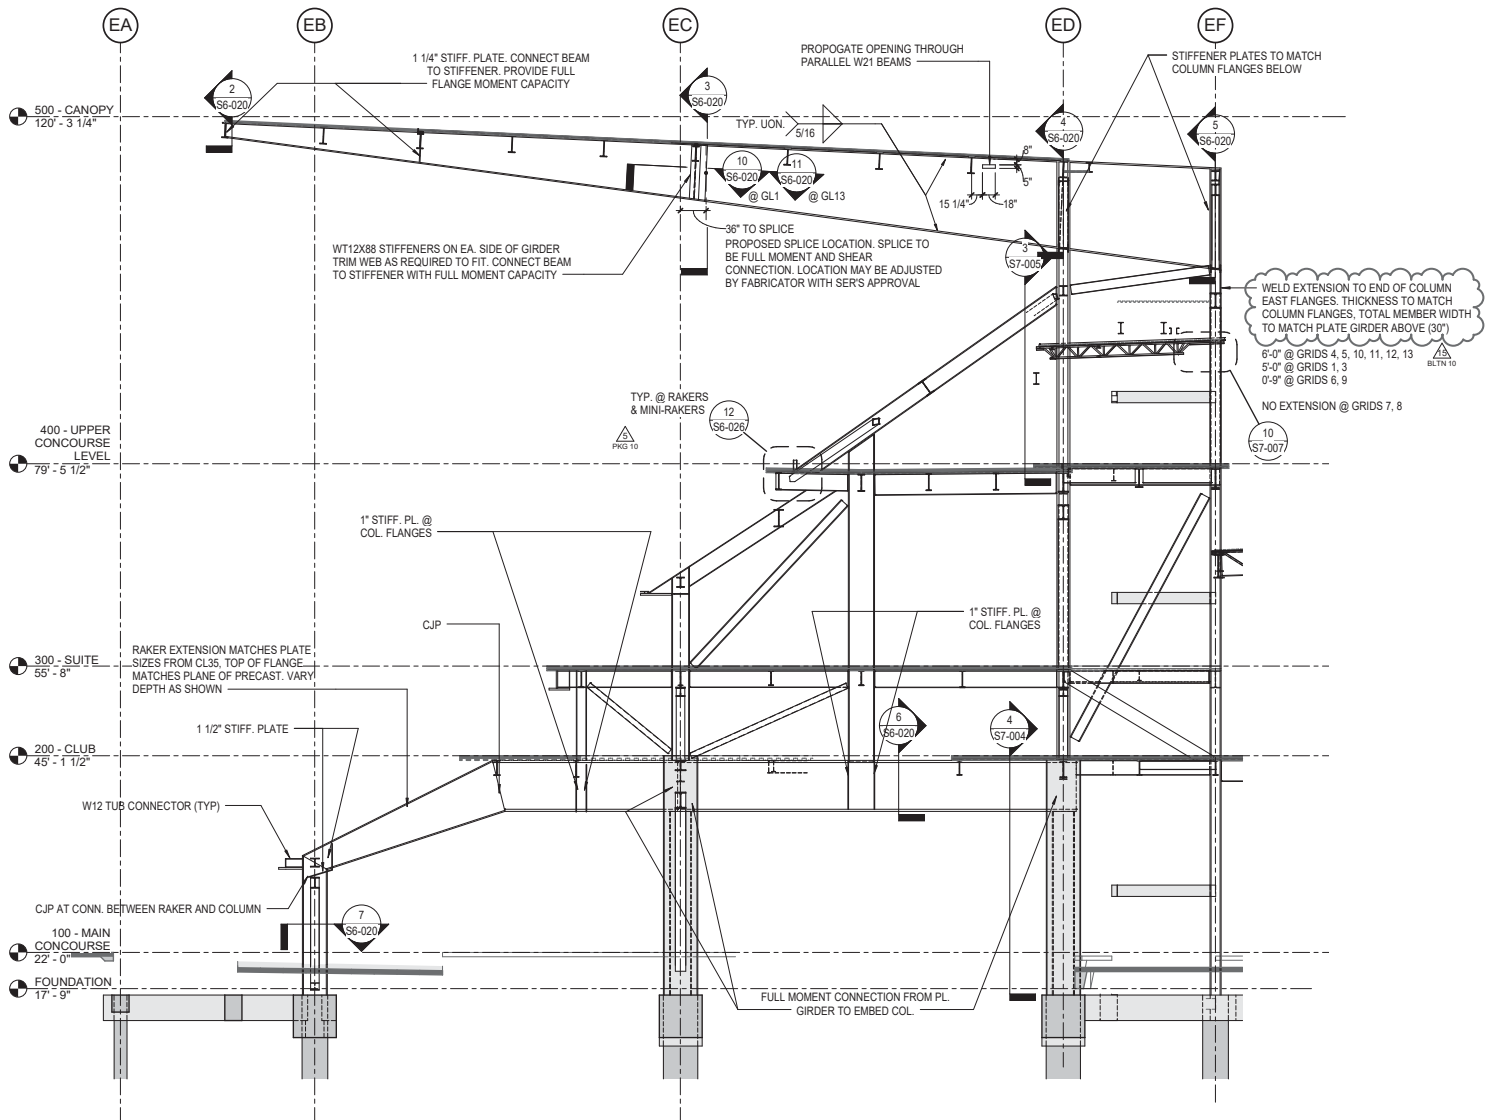 EA
EB
EC
ED
EF
1 1/4" STIFF. PLATE. CONNECT BEAM
TO STIFFENER. PROVIDE FULL
FLANGE MOMENT CAPACITY
PROPOGATE OPENING THROUGH
PARALLEL W21 BEAMS
STIFFENER PLATES TO MATCH
COLUMN FLANGES BELOW
2
S6-020
3
S6-020
4
S6-020
5
S6-020
500 - CANOPY
120' - 3 1/4"
TYP. UON.
5/16
10
S6-020
@ GL1
11
S6-020
@ GL13
8"
5"
15 1/4"
18"
36" TO SPLICE
PROPOSED SPLICE LOCATION. SPLICE TO
BE FULL MOMENT AND SHEAR
CONNECTION. LOCATION MAY BE ADJUSTED
BY FABRICATOR WITH SER'S APPROVAL
WT12X88 STIFFENERS ON EA. SIDE OF GIRDER
TRIM WEB AS REQUIRED TO FIT. CONNECT BEAM
TO STIFFENER WITH FULL MOMENT CAPACITY
3
S7-005
WELD EXTENSION TO END OF COLUMN
EAST FLANGES. THICKNESS TO MATCH
COLUMN FLANGES, TOTAL MEMBER WIDTH
TO MATCH PLATE GIRDER ABOVE (30")
6'-0" @ GRIDS 4, 5, 10, 11, 12, 13
5'-0" @ GRIDS 1, 3
0'-9" @ GRIDS 6, 9
NO EXTENSION @ GRIDS 7, 8
15
BLTN 10
10
S7-007
TYP. @ RAKERS
& MINI-RAKERS
12
S6-026
5
PKG 10
400 - UPPER
CONCOURSE
LEVEL
79' - 5 1/2"
1" STIFF. PL. @
COL. FLANGES
CJP
1" STIFF. PL. @
COL. FLANGES
300 - SUITE
55' - 8"
RAKER EXTENSION MATCHES PLATE
SIZES FROM CL35, TOP OF FLANGE
MATCHES PLANE OF PRECAST. VARY
DEPTH AS SHOWN
1 1/2" STIFF. PLATE
6
S6-020
4
S7-004
200 - CLUB
45' - 1 1/2"
W12 TUB CONNECTOR (TYP)
CJP AT CONN. BETWEEN RAKER AND COLUMN
7
S6-020
100 - MAIN
CONCOURSE
22' - 0"
FOUNDATION
17' - 9"
FULL MOMENT CONNECTION FROM PL.
GIRDER TO EMBED COL.